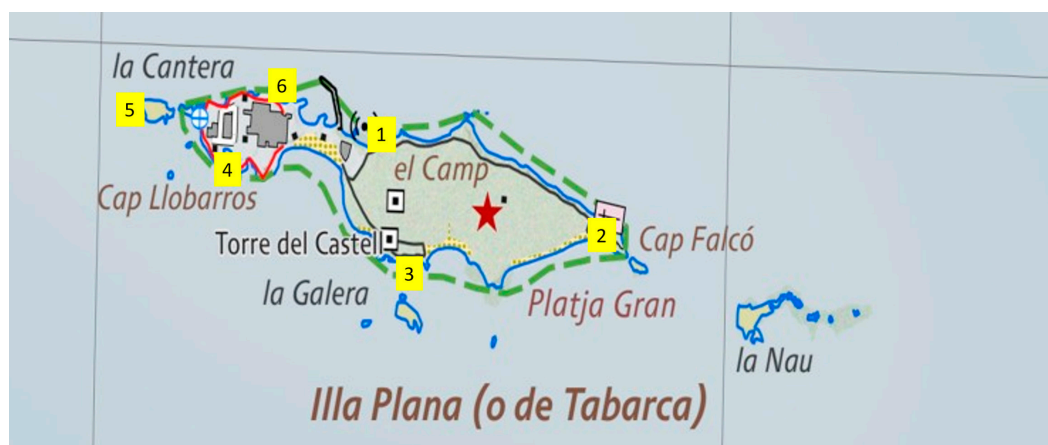 la Cantera
6
5
1
4
el Camp
Cap Llobarros
2
Torre del Castell
Cap Falcó
3
la Galera
Platja Gran
la Nau
Illa Plana (o de Tabarca)